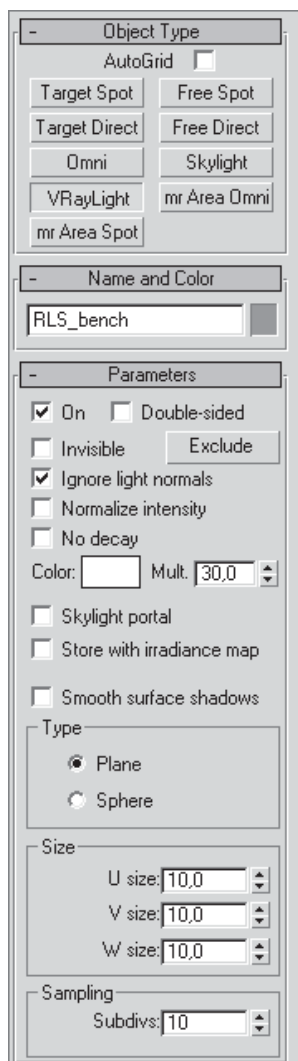 - Object Type
AutoGrid
Target Spot Free Spot
Target Direct Free Direct
Omni Skylight
VRayLight mr Area Omni
mr Area Spot
- Name and Color
RLS_bench
- Parameters
On Double-sided
Invisible Exclude
Ignore light normals
Normalize intensity
No decay
Color: Mult. 30,0
Skylight portal
Store with irradiance map
Smooth surface shadows
Type
Plane
Sphere
Size
U size: 10,0
V size: 10,0
W size: 10,0
Sampling
Subdivs: 10